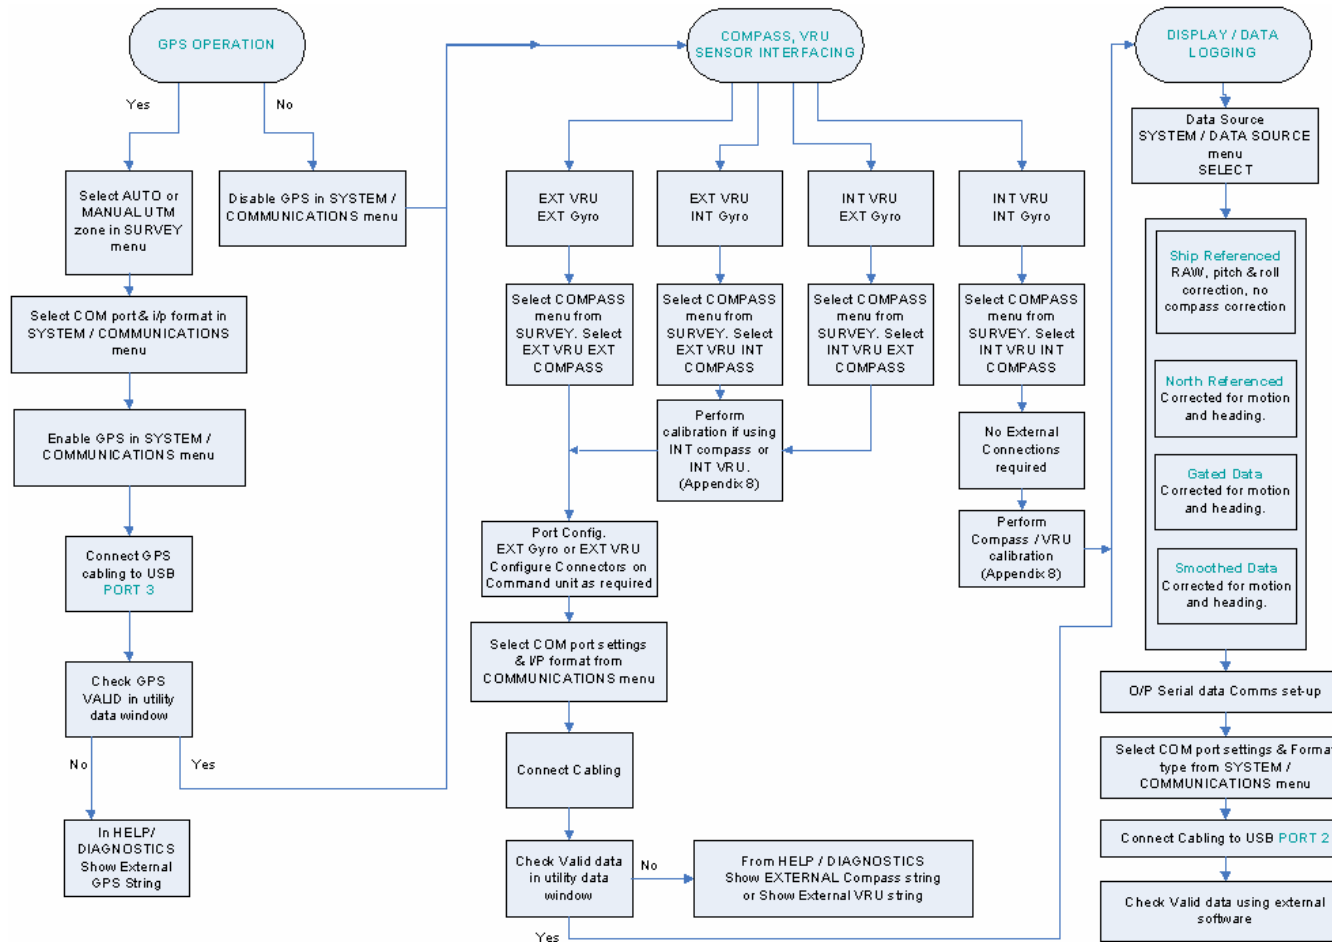 GPS OPERATION
Yes
No
Select AUTO or
MANUAL UTM
zone in SURVEY
menu
Disable GPS in SYSTEM /
COMMUNICATIONS menu
Select COM port & i/p format in
SYSTEM / COMMUNICATIONS
menu
Enable GPS in SYSTEM /
COMMUNICATIONS menu
Connect GPS
cabling to USB
PORT 3
Check GPS
VALID in utility
data window
No
Yes
In HELP/
DIAGNOSTICS
Show External
GPS String
COMPASS, VRU
SENSOR INTERFACING
EXT VRU
EXT Gyro
EXT VRU
INT Gyro
INT VRU
EXT Gyro
INT VRU
INT Gyro
Select COMPASS
menu from
SURVEY. Select
EXT VRU EXT
COMPASS
Select COMPASS
menu from
SURVEY. Select
EXT VRU INT
COMPASS
Select COMPASS
menu from
SURVEY. Select
INT VRU EXT
COMPASS
Select COMPASS
menu from
SURVEY. Select
INT VRU INT
COMPASS
Perform
calibration if using
INT compass or
INT VRU.
(Appendix 8)
No External
Connections
required
Perform
Compass / VRU
calibration
(Appendix 8)
Port Config.
EXT Gyro or EXT VRU
Configure Connectors on
Command unit as required
Select COM port settings
& I/P format from
COMMUNICATIONS menu
Connect Cabling
Check Valid data
in utility data
window
No
Yes
From HELP / DIAGNOSTICS
Show EXTERNAL Compass string
or Show External VRU string
DISPLAY / DATA
LOGGING
Data Source
SYSTEM / DATA SOURCE
menu
SELECT
Ship Referenced
RAW, pitch & roll
correction, no
compass correction
North Referenced
Corrected for motion
and heading.
Gated Data
Corrected for motion
and heading.
Smoothed Data
Corrected for motion
and heading.
O/P Serial data Comms set-up
Select COM port settings & Format
type from SYSTEM /
COMMUNICATIONS menu
Connect Cabling to USB PORT 2
Check Valid data using external
software